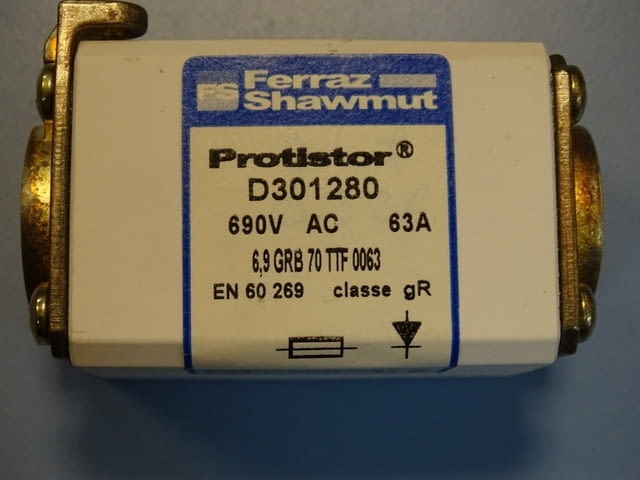 FS Ferraz
Shawmut
Protistor®
D301280
690V AC 63A
6,9 GRB 70 TTF 0063
EN 60 269 classe gR